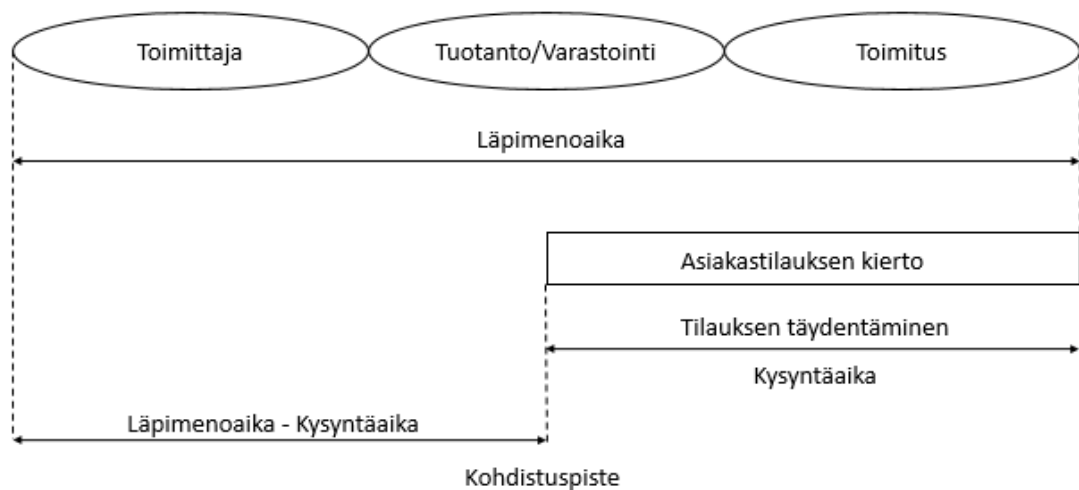 Toimittaja
Tuotanto/Varastointi
Toimitus
Läpimenoaika
Asiakastilauksen kierto
Tilauksen täydentäminen
Kysyntäaika
Läpimenoaika - Kysyntäaika
Kohdistuspiste